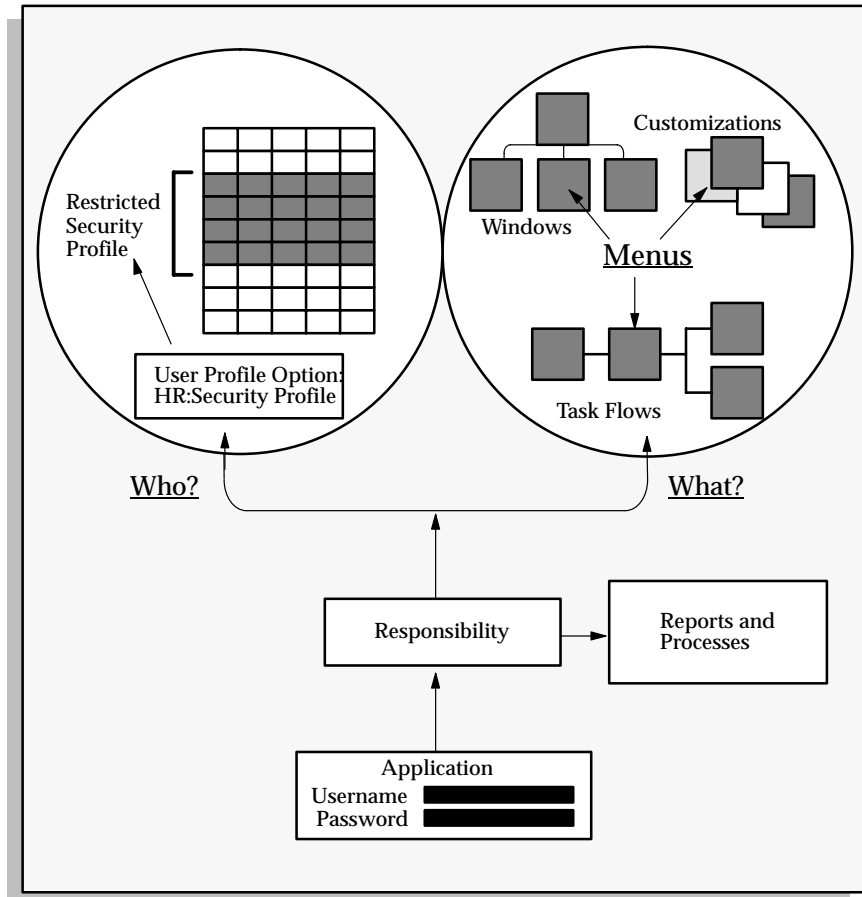 Restricted
Security
Profile
User Profile Option:
HR:Security Profile
Customizations
Windows
Menus
Task Flows
Who?
What?
Responsibility
Reports and
Processes
Application
Username
Password